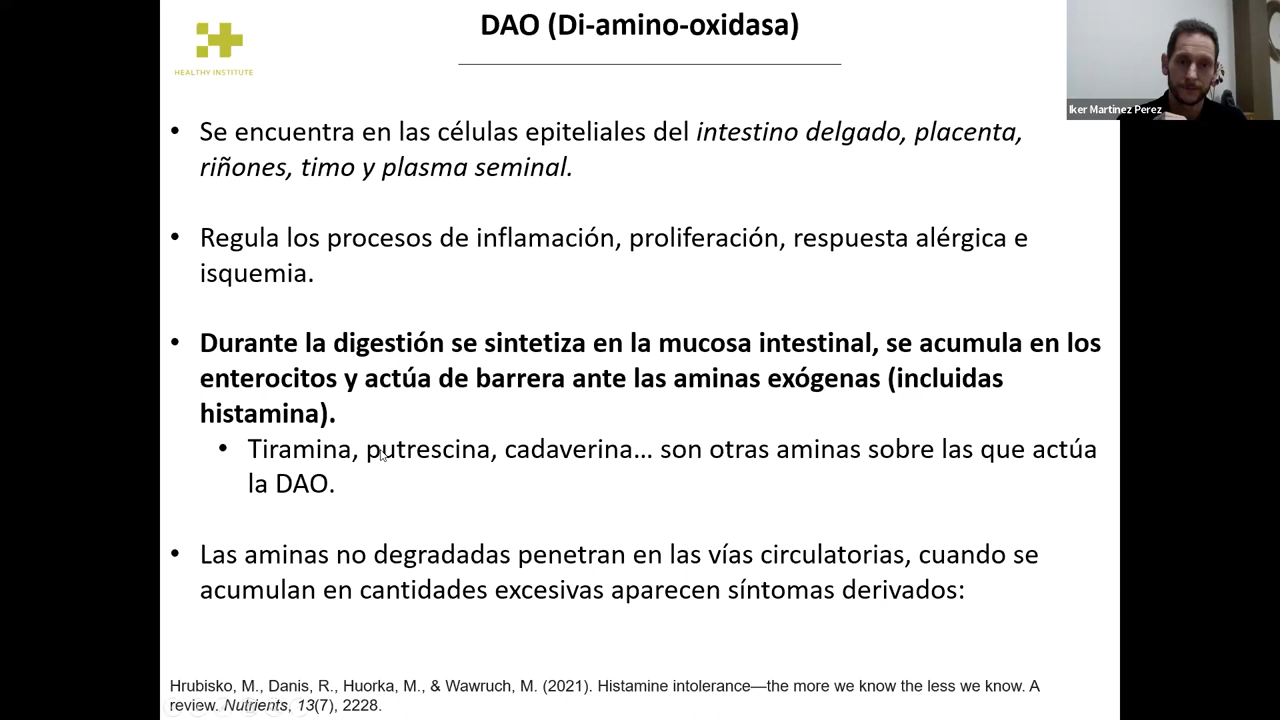 DAO (Di-amino-oxidasa)
HEALTHY INSTITUTE
Iker Martinez Perez
• Se encuentra en las células epiteliales del intestino delgado, placenta,
riñones, timo y plasma seminal.
• Regula los procesos de inflamación, proliferación, respuesta alérgica e
isquemia.
• Durante la digestión se sintetiza en la mucosa intestinal, se acumula en los
enterocitos y actúa de barrera ante las aminas exógenas (incluidas
histamina).
• Tiramina, putrescina, cadaverina... son otras aminas sobre las que actúa
la DAO.
• Las aminas no degradadas penetran en las vías circulatorias, cuando se
acumulan en cantidades excesivas aparecen síntomas derivados:
Hrubisko, M., Danis, R., Huorka, M., & Wawruch, M. (2021). Histamine intolerance—the more we know the less we know. A
review. Nutrients, 13(7), 2228.